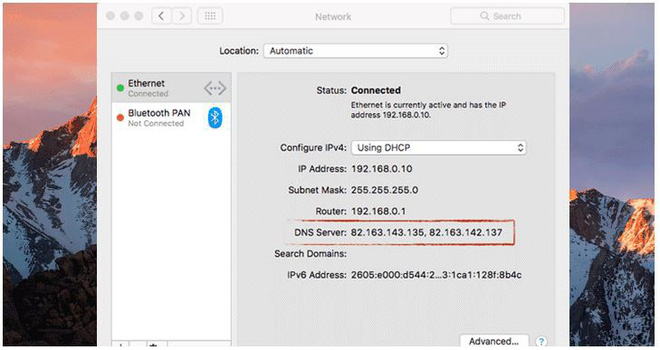 Network
Search
Location: Automatic
Ethernet
Connected
Bluetooth PAN
Not Connected
Status: Connected
Ethernet is currently active and has the IP
address 192.168.0.10.
Configure IPv4: Using DHCP
IP Address: 192.168.0.10
Subnet Mask: 255.255.255.0
Router: 192.168.0.1
DNS Server: 82.163.143.135, 82.163.142.137
Search Domains:
IPv6 Address: 2605:e000:d544:2...3:1ca1:128f:8b4c
Advanced...
?